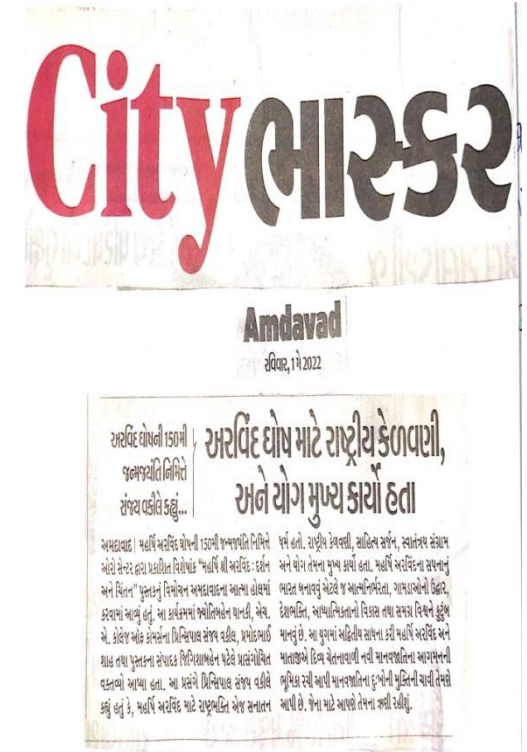 City ભાસ્કર
Amdavad
રવિવાર, 1 મે 2022
અરવિંદ ઘોષની 150મી
જન્મજયંતિ નિમિત્તે
સંજય વકીલે કહ્યું...
અરવિંદ ઘોષ માટે રાષ્ટ્રીય કેળવણી,
અને યોગ મુખ્ય કાર્યો હતા
અમદાવાદ | મહર્ષિ અરવિંદ ઘોષની 150મી જન્મજયંતિ નિમિત્તે
ઓરો સેન્ટર દ્વારા પ્રકાશિત વિશેષાંક "મહર્ષિ શ્રી અરવિંદ : દર્શન
અને ચિંતન" પુસ્તકનું વિમોચન અમદાવાદના આત્મા હોલમાં
કરવામાં આવ્યું હતું. આ કાર્યક્રમમાં જ્યોતિબહેન થાનકી, એચ.
એ. કોલેજ ઓફ કોમર્સના પ્રિન્સિપાલ સંજય વકીલ, પ્રમોદભાઈ
શાહ તથા પુસ્તકના સંપાદક જિગીશાબહેન પટેલે પ્રાસંગોચિત
વક્તવ્યો આપ્યા હતા. આ પ્રસંગે પ્રિન્સિપાલ સંજય વકીલે
કહ્યું હતું કે, મહર્ષિ અરવિંદ માટે રાષ્ટ્રભક્તિ એજ સનાતન
ધર્મ હતો. રાષ્ટ્રીય કેળવણી, સાહિત્ય સર્જન, સ્વાતંત્ર્ય સંગ્રામ
અને યોગ તેમના મુખ્ય કાર્યો હતા. મહર્ષિ અરવિંદના સપનાનું
ભારત બનાવવું એટલે જ આત્મનિર્ભરતા, ગામડાઓનો ઉદ્ધાર,
દેશભક્તિ, આધ્યાત્મિકતાનો વિકાસ તથા સમગ્ર વિશ્વને કુટુંબ
માનવું છે. આ યુગમાં અદ્વિતીય સાધના કરી મહર્ષિ અરવિંદ અને
માતાજીએ દિવ્ય ચેતનાવાળી નવી માનવજાતિના આગમનની
ભૂમિકા રચી આપી માનવજાતિના દુઃખોની મુક્તિની ચાવી તેમણે
આપી છે. જેના માટે આપણે તેમના ઋણી રહીશું.